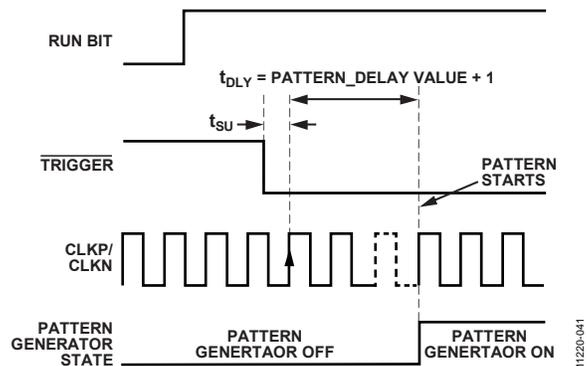 RUN BIT
tDLY = PATTERN_DELAY VALUE + 1
tSU
TRIGGER
PATTERN
STARTS
CLKP/
CLKN
PATTERN
GENERATOR
STATE
PATTERN
GENERTAOR OFF
PATTERN
GENERTAOR ON
11220-041